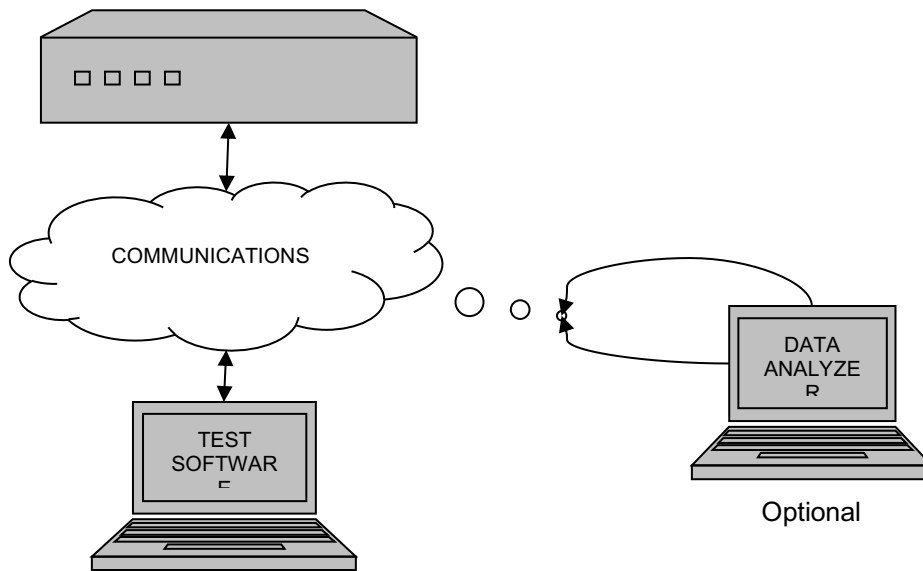 COMMUNICATIONS
DATA
ANALYZE
R
TEST
SOFTWAR
E
Optional